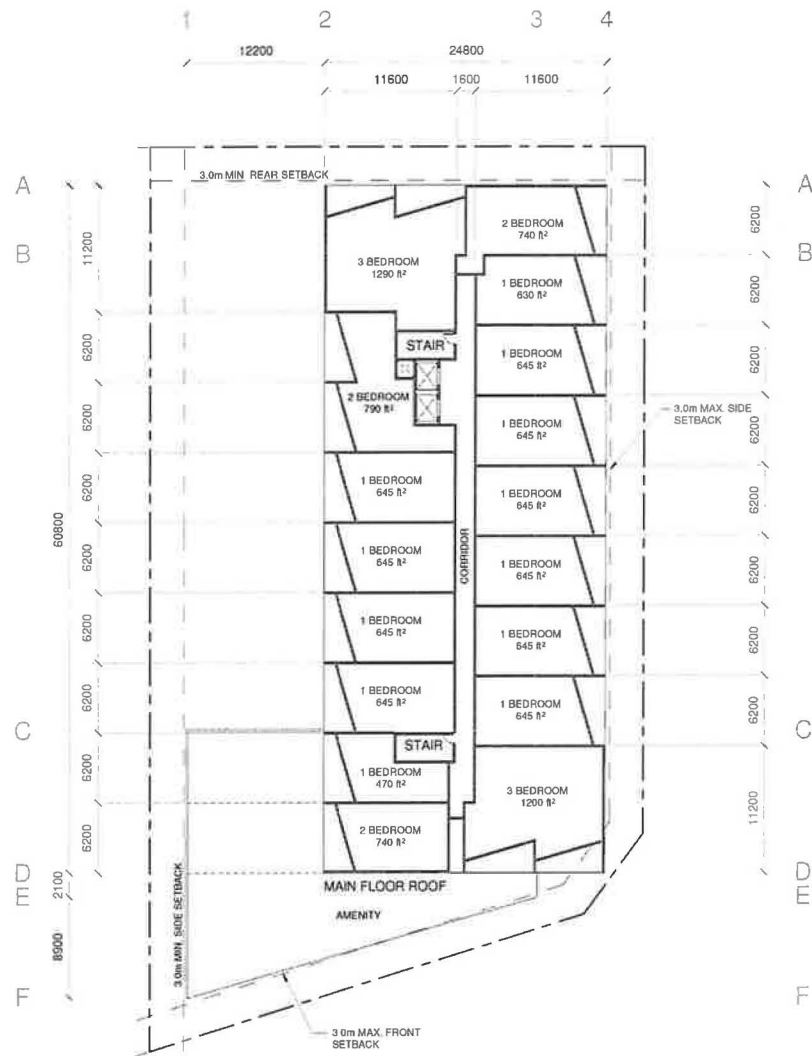 1
2
3
4
12200
24800
11600
1600
11600
3.0m MIN. REAR SETBACK
A
A
B
B
11200
6200
6200
6200
6200
6200
6200
6200
6200
60800
2100
8900
6200
6200
6200
6200
6200
6200
6200
6200
11200
3 BEDROOM
1290 ft²
2 BEDROOM
740 ft²
1 BEDROOM
630 ft²
STAIR
1 BEDROOM
645 ft²
2 BEDROOM
790 ft²
1 BEDROOM
645 ft²
3.0m MAX. SIDE
SETBACK
1 BEDROOM
645 ft²
1 BEDROOM
645 ft²
1 BEDROOM
645 ft²
1 BEDROOM
645 ft²
CORRIDOR
1 BEDROOM
645 ft²
1 BEDROOM
645 ft²
1 BEDROOM
645 ft²
1 BEDROOM
645 ft²
C
C
STAIR
1 BEDROOM
470 ft²
3 BEDROOM
1200 ft²
2 BEDROOM
740 ft²
D
D
MAIN FLOOR ROOF
E
E
AMENITY
3.0m MIN. SIDE SETBACK
F
F
3.0m MAX. FRONT
SETBACK